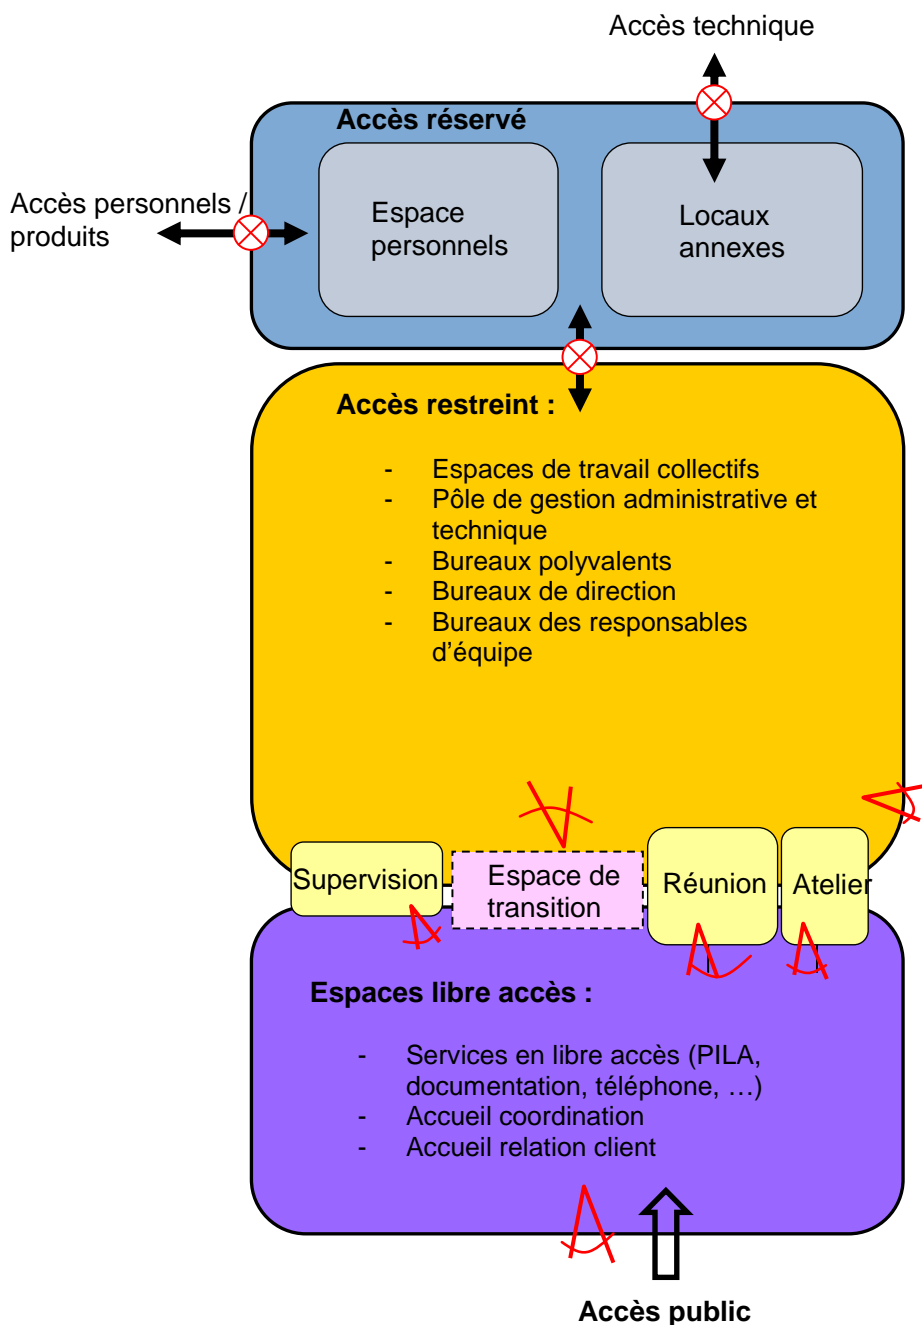 Accès technique
Accès réservé
Accès personnels /
produits
Espace
personnels
Locaux
annexes
Accès restreint :
- Espaces de travail collectifs
- Pôle de gestion administrative et
technique
- Bureaux polyvalents
- Bureaux de direction
- Bureaux des responsables
d’équipe
Supervision
Espace de
transition
Réunion
Atelier
Espaces libre accès :
- Services en libre accès (PILA,
documentation, téléphone, …)
- Accueil coordination
- Accueil relation client
Accès public